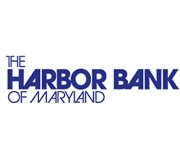 THE
HARBOR BANK
OF MARYLAND